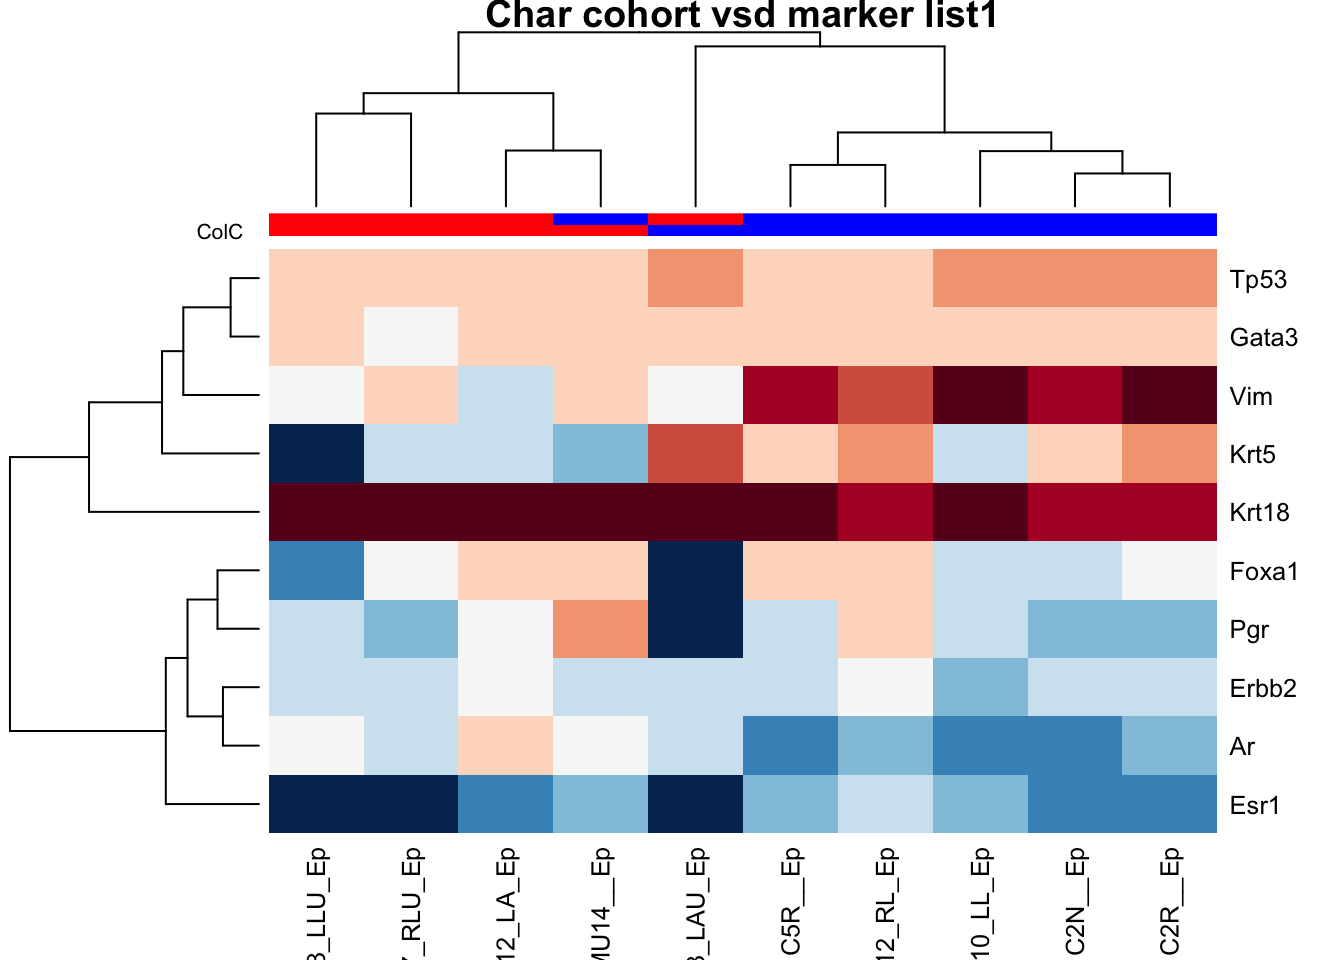 Char cohort vsd marker list1
ColC
Tp53
Gata3
Vim
Krt5
Krt18
Foxa1
Pgr
Erbb2
Ar
Esr1
3_LLU_Ep
7_RLU_Ep
12_LA_Ep
MU14__Ep
3_LAU_Ep
C5R__Ep
12_RL_Ep
10_LL_Ep
C2N__Ep
C2R__Ep